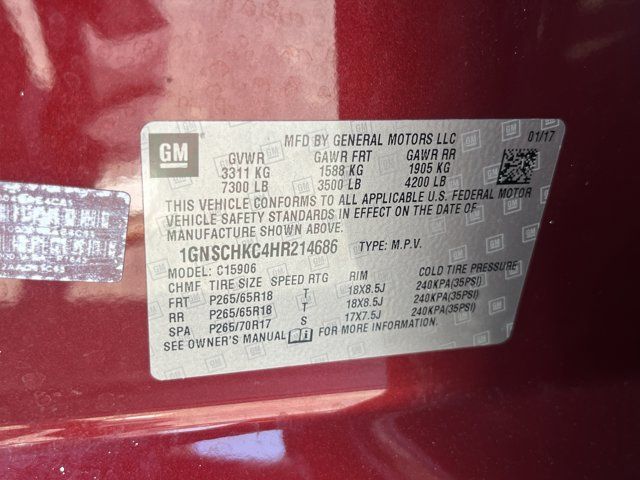 GM
MFD BY GENERAL MOTORS LLC 01/17
GVWR GAWR FRT GAWR RR
3311 KG 1588 KG 1905 KG
7300 LB 3500 LB 4200 LB
THIS VEHICLE CONFORMS TO ALL APPLICABLE U.S. FEDERAL MOTOR
VEHICLE SAFETY STANDARDS IN EFFECT ON THE DATE OF
MANUFACTURE SHOWN ABOVE.
1GNSCHKC4HR214686 TYPE: M.P.V.
MODEL: C15906
CHMF TIRE SIZE SPEED RTG RIM COLD TIRE PRESSURE
FRT P265/65R18 T 18X8.5J 240KPA(35PSI)
RR P265/65R18 T 18X8.5J 240KPA(35PSI)
SPA P265/70R17 S 17X7.5J 240KPA(35PSI)
SEE OWNER'S MANUAL FOR MORE INFORMATION.